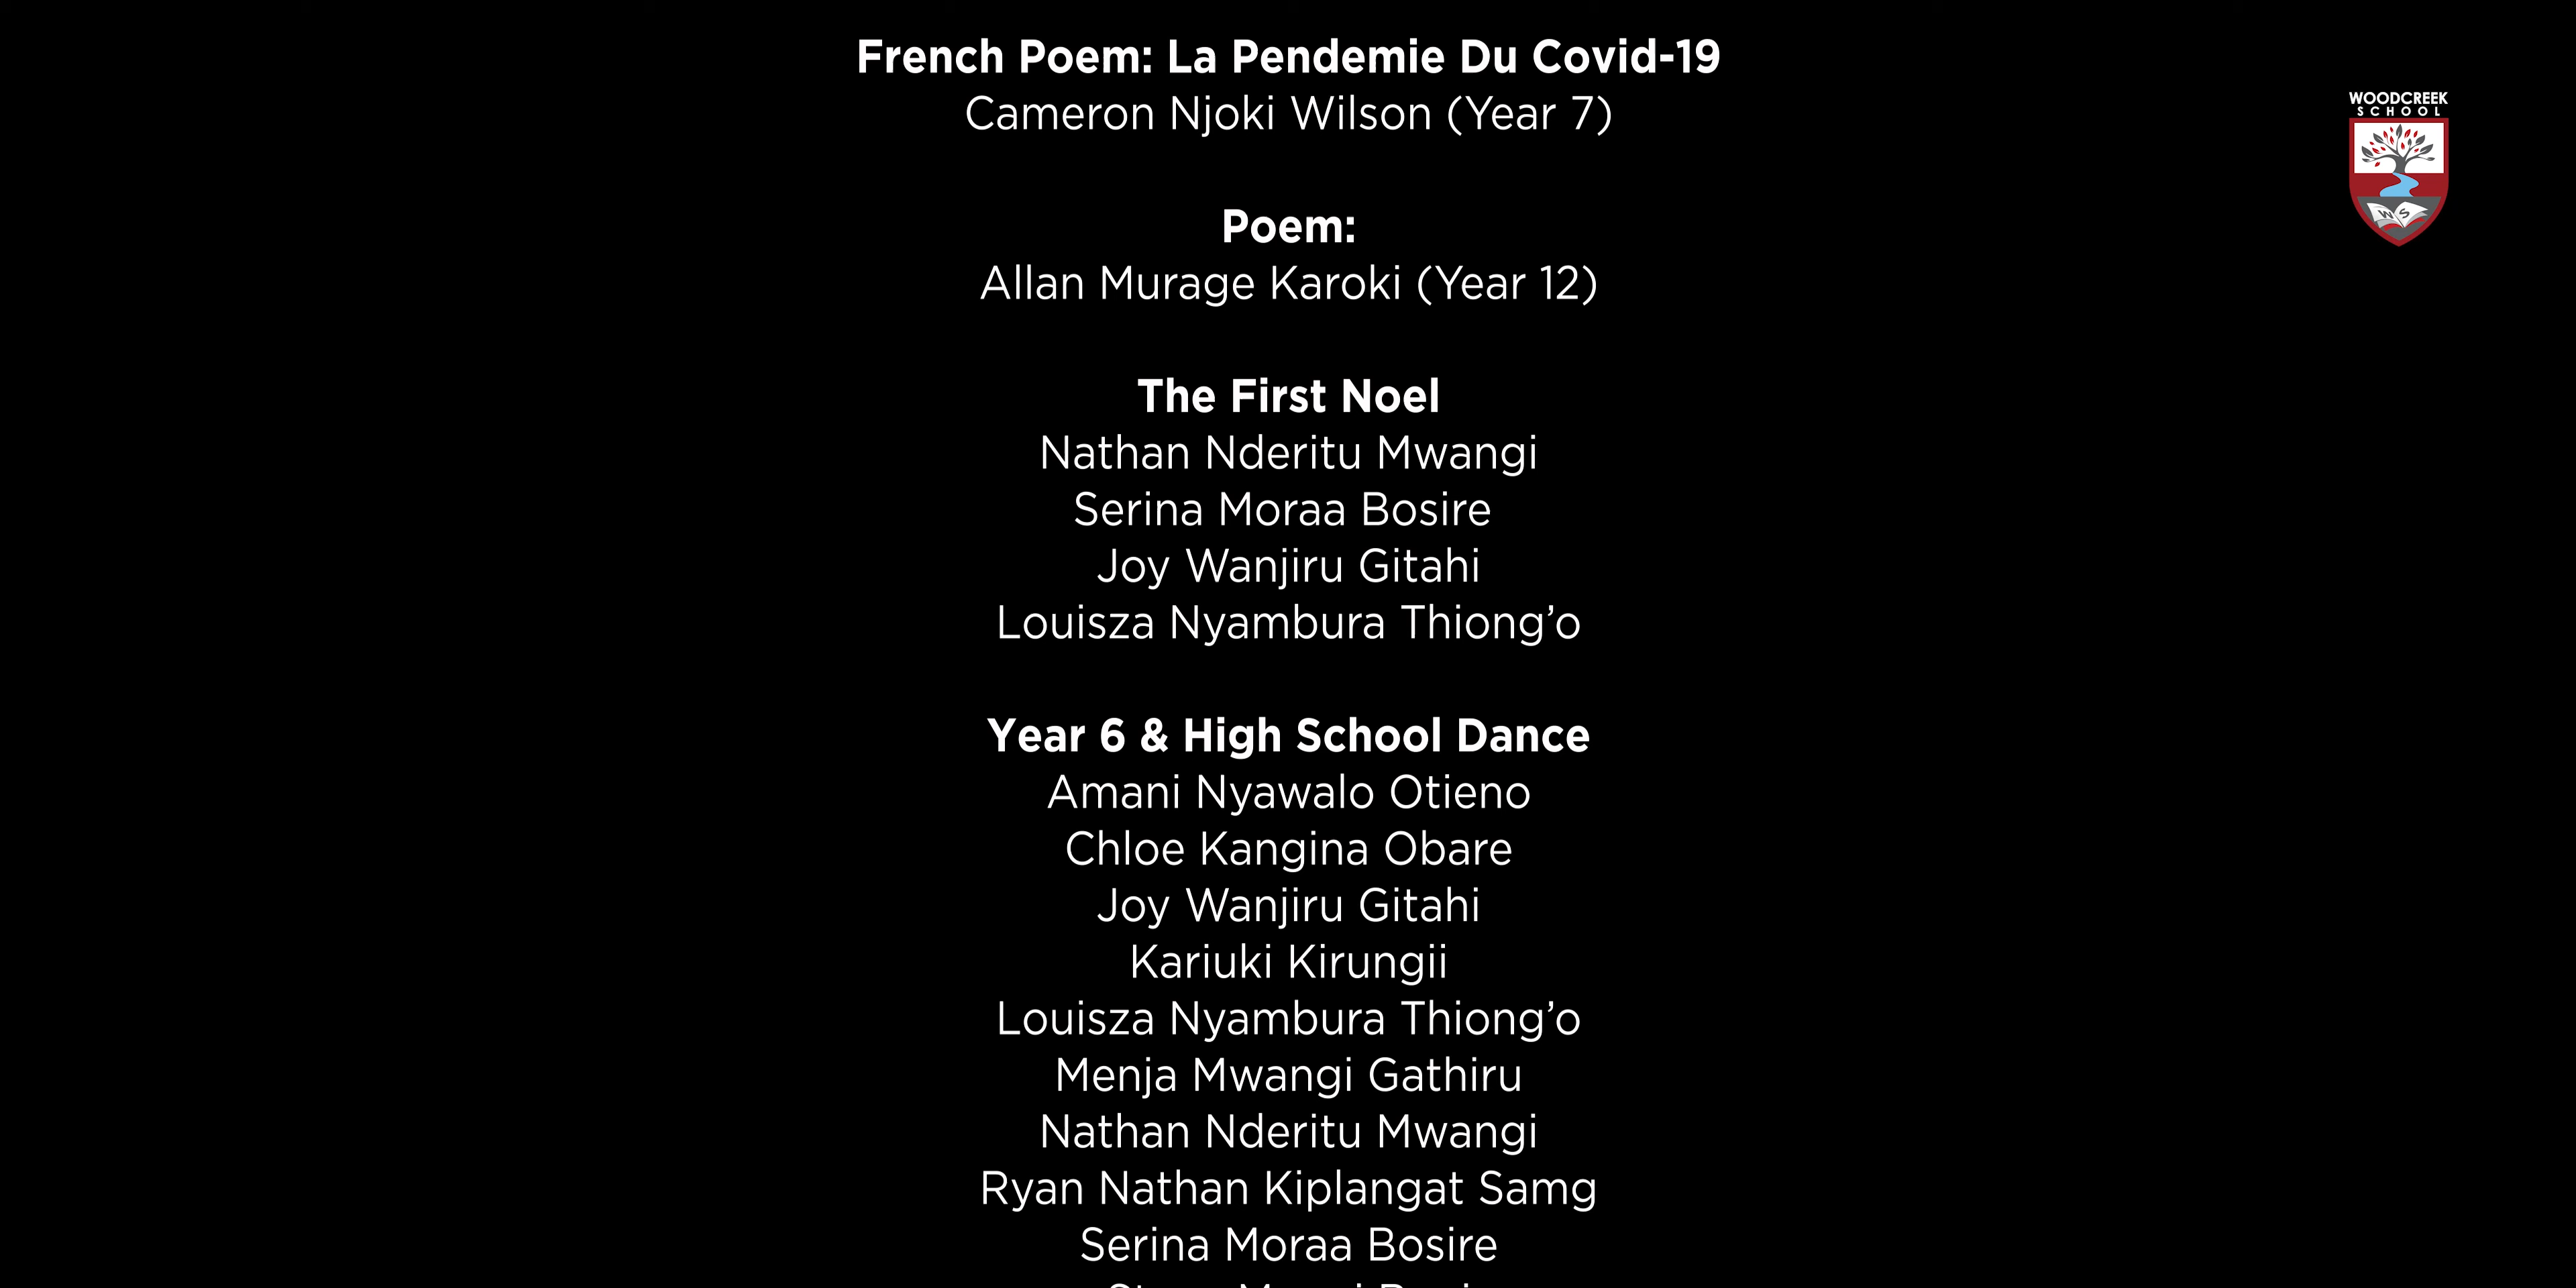 French Poem: La Pendemie Du Covid-19
Cameron Njoki Wilson (Year 7)
WOODCREEK
SCHOOL
W S
Poem:
Allan Murage Karoki (Year 12)
The First Noel
Nathan Nderitu Mwangi
Serina Moraa Bosire
Joy Wanjiru Gitahi
Louisza Nyambura Thiong’o
Year 6 & High School Dance
Amani Nyawalo Otieno
Chloe Kangina Obare
Joy Wanjiru Gitahi
Kariuki Kirungii
Louisza Nyambura Thiong’o
Menja Mwangi Gathiru
Nathan Nderitu Mwangi
Ryan Nathan Kiplangat Samg
Serina Moraa Bosire